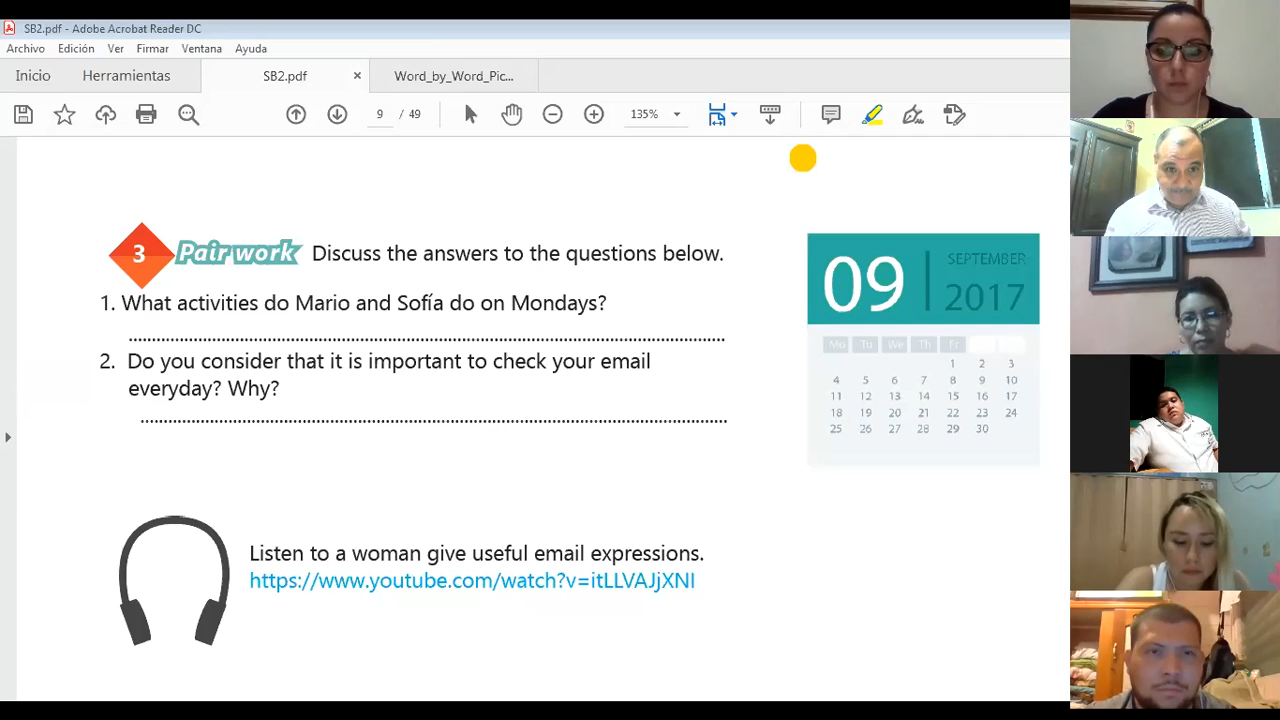 SB2.pdf - Adobe Acrobat Reader DC
Archivo Edición Ver Firmar Ventana Ayuda
Inicio Herramientas SB2.pdf × Word_by_Word_Pic...
9 / 49 135%
3 Pair work Discuss the answers to the questions below.
1. What activities do Mario and Sofía do on Mondays?
2. Do you consider that it is important to check your email
everyday? Why?
09 SEPTEMBER
2017
Mo Tu We Th Fr
1 2 3
4 5 6 7 8 9 10
11 12 13 14 15 16 17
18 19 20 21 22 23 24
25 26 27 28 29 30
Listen to a woman give useful email expressions.
https://www.youtube.com/watch?v=itLLVAJjXNI